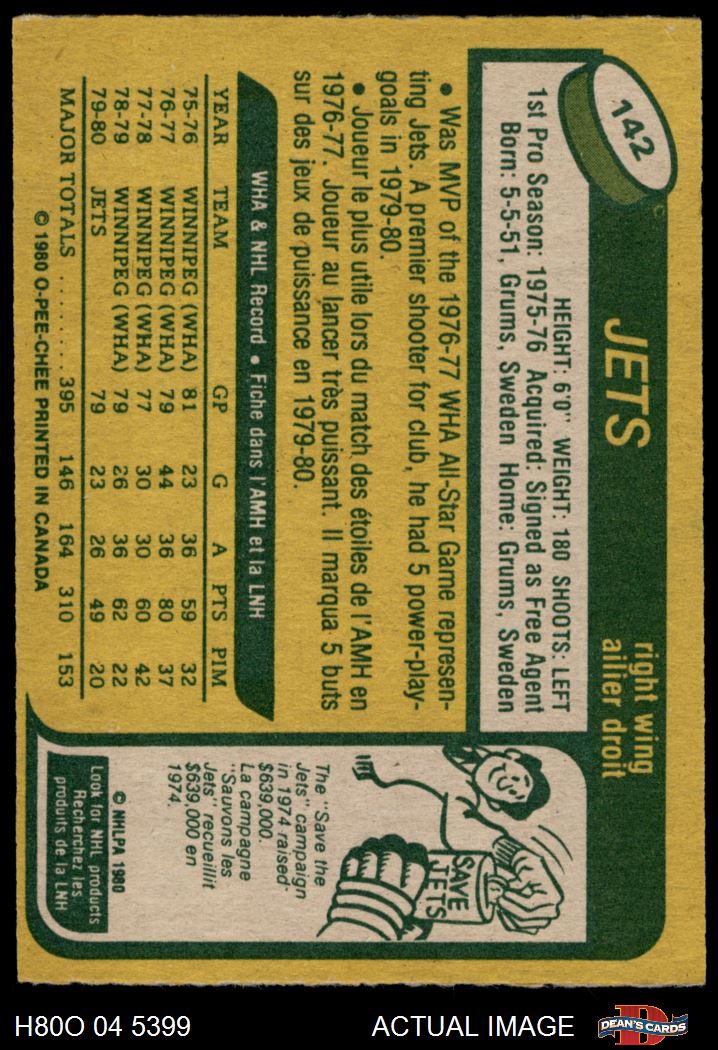 142
JETS
right wing
ailier droit
HEIGHT: 6'0" WEIGHT: 180 SHOOTS: LEFT
1st Pro Season: 1975-76 Acquired: Signed as Free Agent
Born: 5-5-51, Grums, Sweden Home: Grums, Sweden
• Was MVP of the 1976-77 WHA All-Star Game represen-
ting Jets. A premier shooter for club, he had 5 power-play-
goals in 1979-80.
• Joueur le plus utile lors du match des étoiles de l'AMH en
1976-77. Joueur au lancer très puissant. Il marqua 5 buts
sur des jeux de puissance en 1979-80.
WHA & NHL Record • Fiche dans l'AMH et la LNH
YEAR TEAM GP G A PTS PIM
75-76 WINNIPEG (WHA) 81 23 36 59 32
76-77 WINNIPEG (WHA) 79 44 36 80 37
77-78 WINNIPEG (WHA) 77 30 30 60 42
78-79 WINNIPEG (WHA) 79 26 36 62 22
79-80 JETS 79 23 26 49 20
MAJOR TOTALS ......... 395 146 164 310 153
© 1980 O-PEE-CHEE PRINTED IN CANADA
SAVE
JETS
The "Save the
Jets" campaign
in 1974 raised
$639,000.
La campagne
"Sauvons les
Jets" recueillit
$639,000 en
1974.
© NHLPA 1980
Look for NHL products
Recherchez les
produits de la LNH
H80O 04 5399
ACTUAL IMAGE
D
DEAN'S CARDS